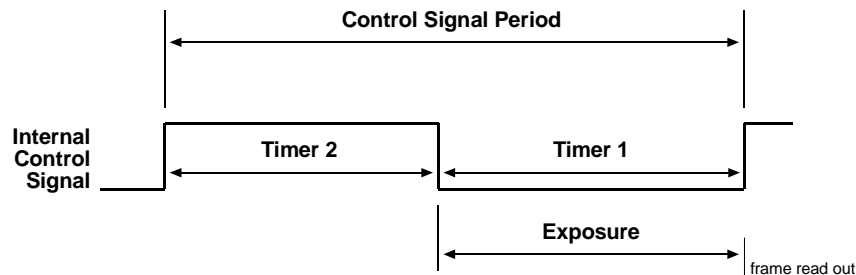 Control Signal Period
Internal
Control
Signal
Timer 2
Timer 1
Exposure
frame read out